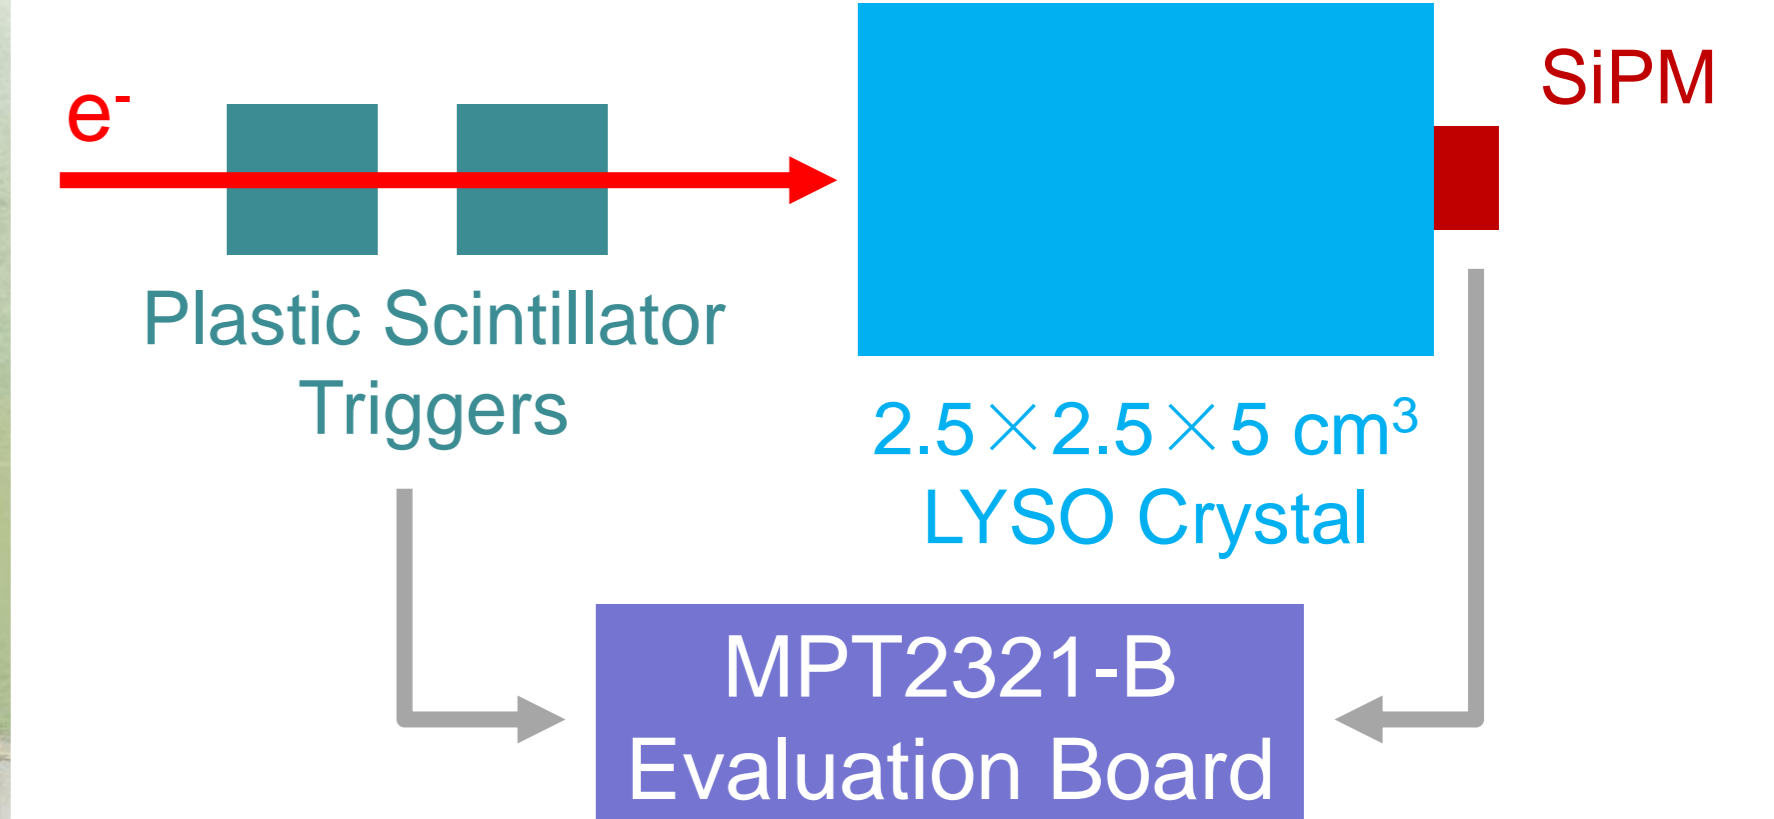 e⁻
SiPM
Plastic Scintillator
Triggers
2.5×2.5×5 cm³
LYSO Crystal
MPT2321-B
Evaluation Board